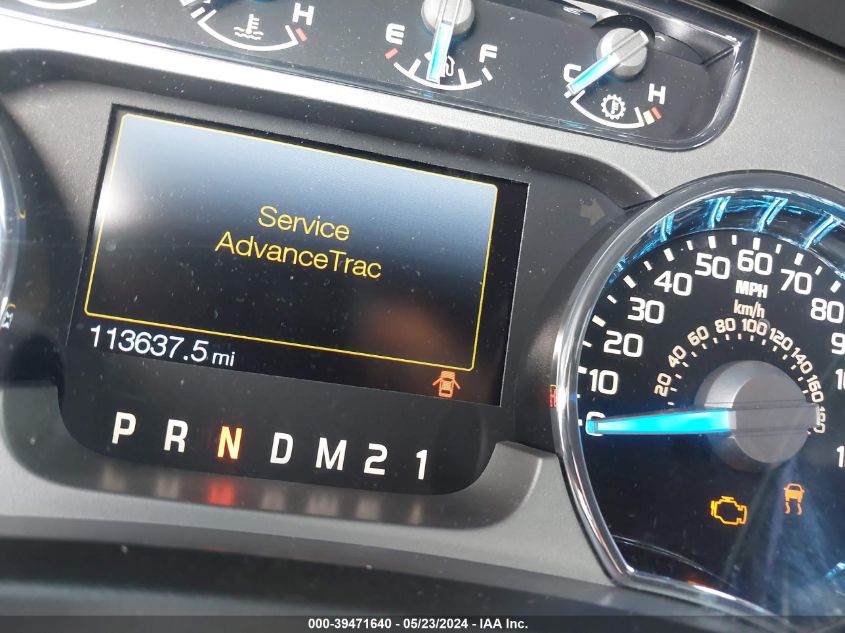 H
E
F
C
H
F
Service
AdvanceTrac
113637.5 mi
P R N D M 2 1
0 10 20 30 40 50 60 70 80
MPH
km/h
20 40 60 80 100 120 140 160
000-39471640 / 05/23/2024 - IAA Inc.